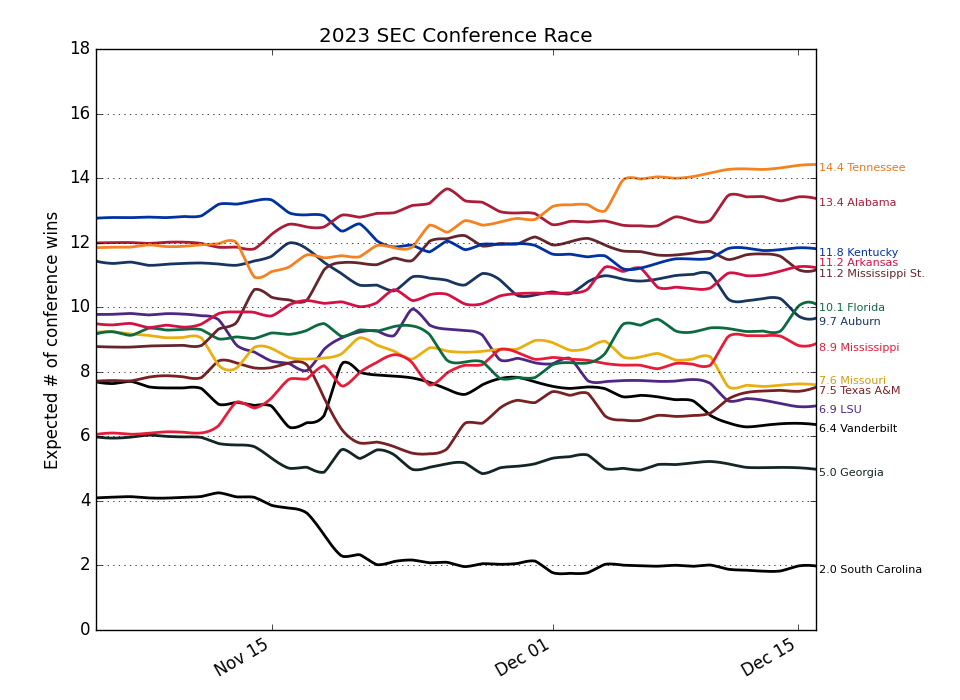 2023 SEC Conference Race
Expected # of conference wins
18
16
14
12
10
8
6
4
2
0
Nov 15
Dec 01
Dec 15
14.4 Tennessee
13.4 Alabama
11.8 Kentucky
11.2 Arkansas
11.2 Mississippi St.
10.1 Florida
9.7 Auburn
8.9 Mississippi
7.6 Missouri
7.5 Texas A&M
6.9 LSU
6.4 Vanderbilt
5.0 Georgia
2.0 South Carolina